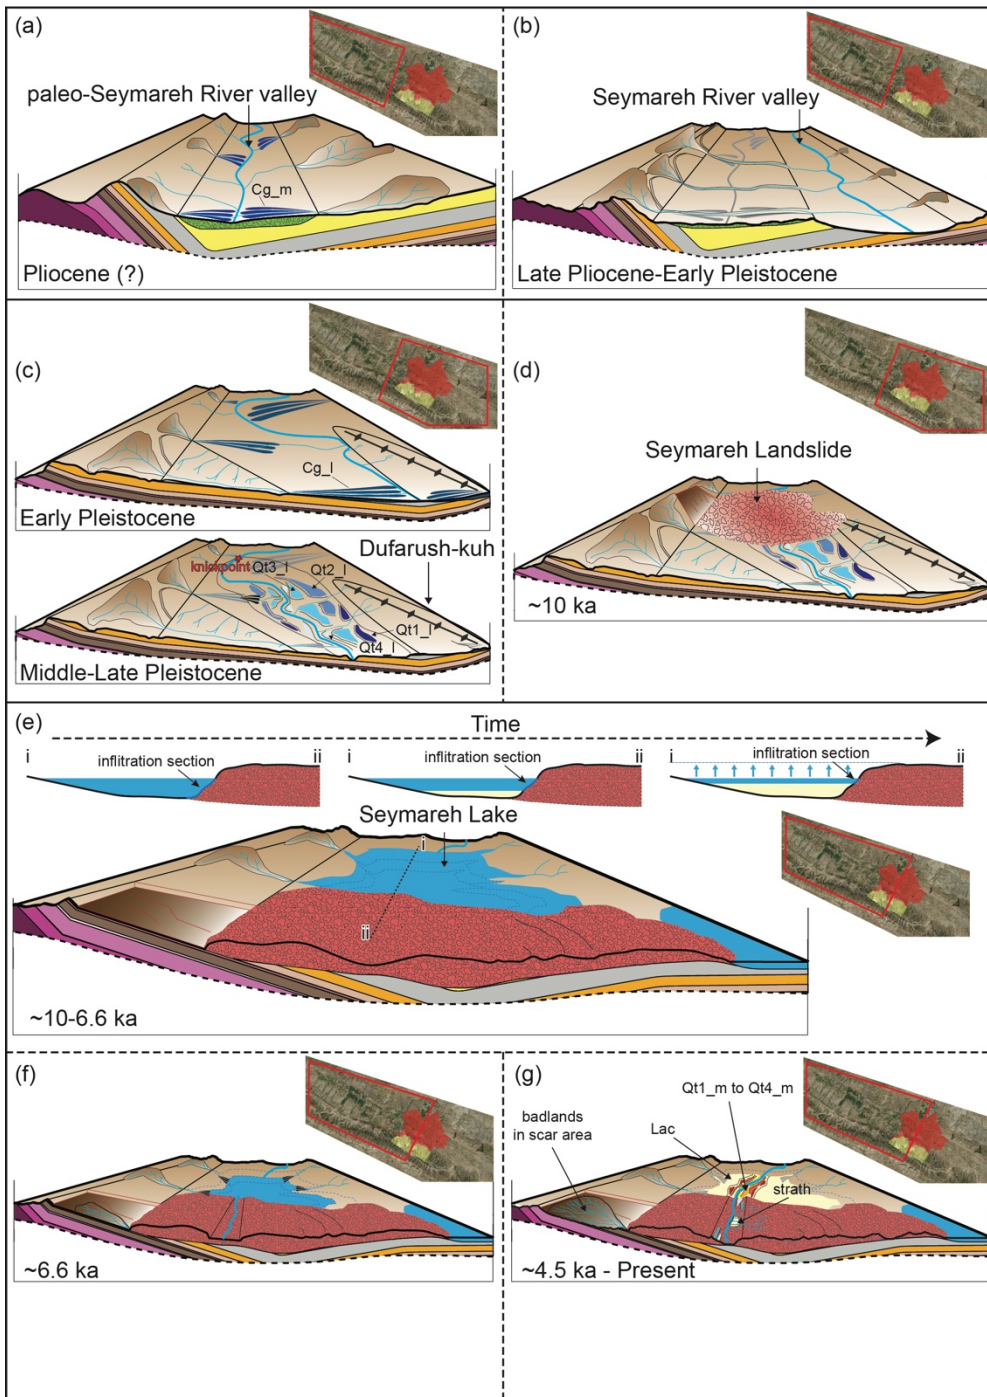 (a)
paleo-Seymareh River valley
Cg_m
Pliocene (?)
(b)
Seymareh River valley
Late Pliocene-Early Pleistocene
(c)
Cg_l
Early Pleistocene
Dufarush-kuh
knickpoint
Qt3_l
Qt2_l
Qt1_l
Qt4_l
Middle-Late Pleistocene
(d)
Seymareh Landslide
~10 ka
(e)
Time
i
ii
inflitration section
i
ii
inflitration section
i
ii
inflitration section
Seymareh Lake
i
ii
~10-6.6 ka
(f)
~6.6 ka
(g)
Qt1_m to Qt4_m
badlands
in scar area
Lac
strath
~4.5 ka - Present